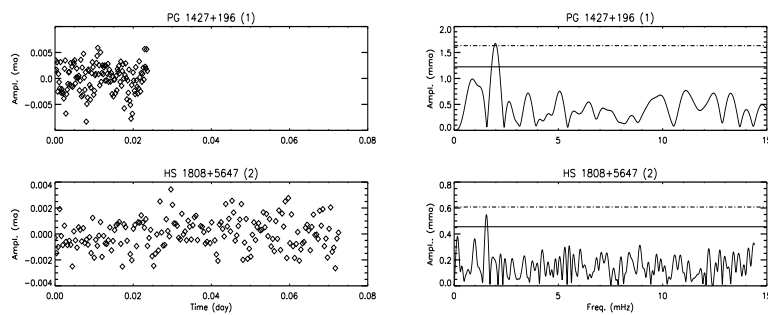 PG 1427+196 (1)
PG 1427+196 (1)
Ampl. (ma)
0.005
0.0
-0.005
0.00 0.02 0.04 0.06 0.08
Ampl. (mma)
2.0
1.5
1.0
0.5
0.0
0 5 10 15
HS 1808+5647 (2)
HS 1808+5647 (2)
Ampl. (ma)
0.004
0.002
0.000
-0.002
-0.004
0.00 0.02 0.04 0.06 0.08
Time (day)
Ampl. (mma)
0.8
0.6
0.4
0.2
0.0
0 5 10 15
Freq. (mHz)